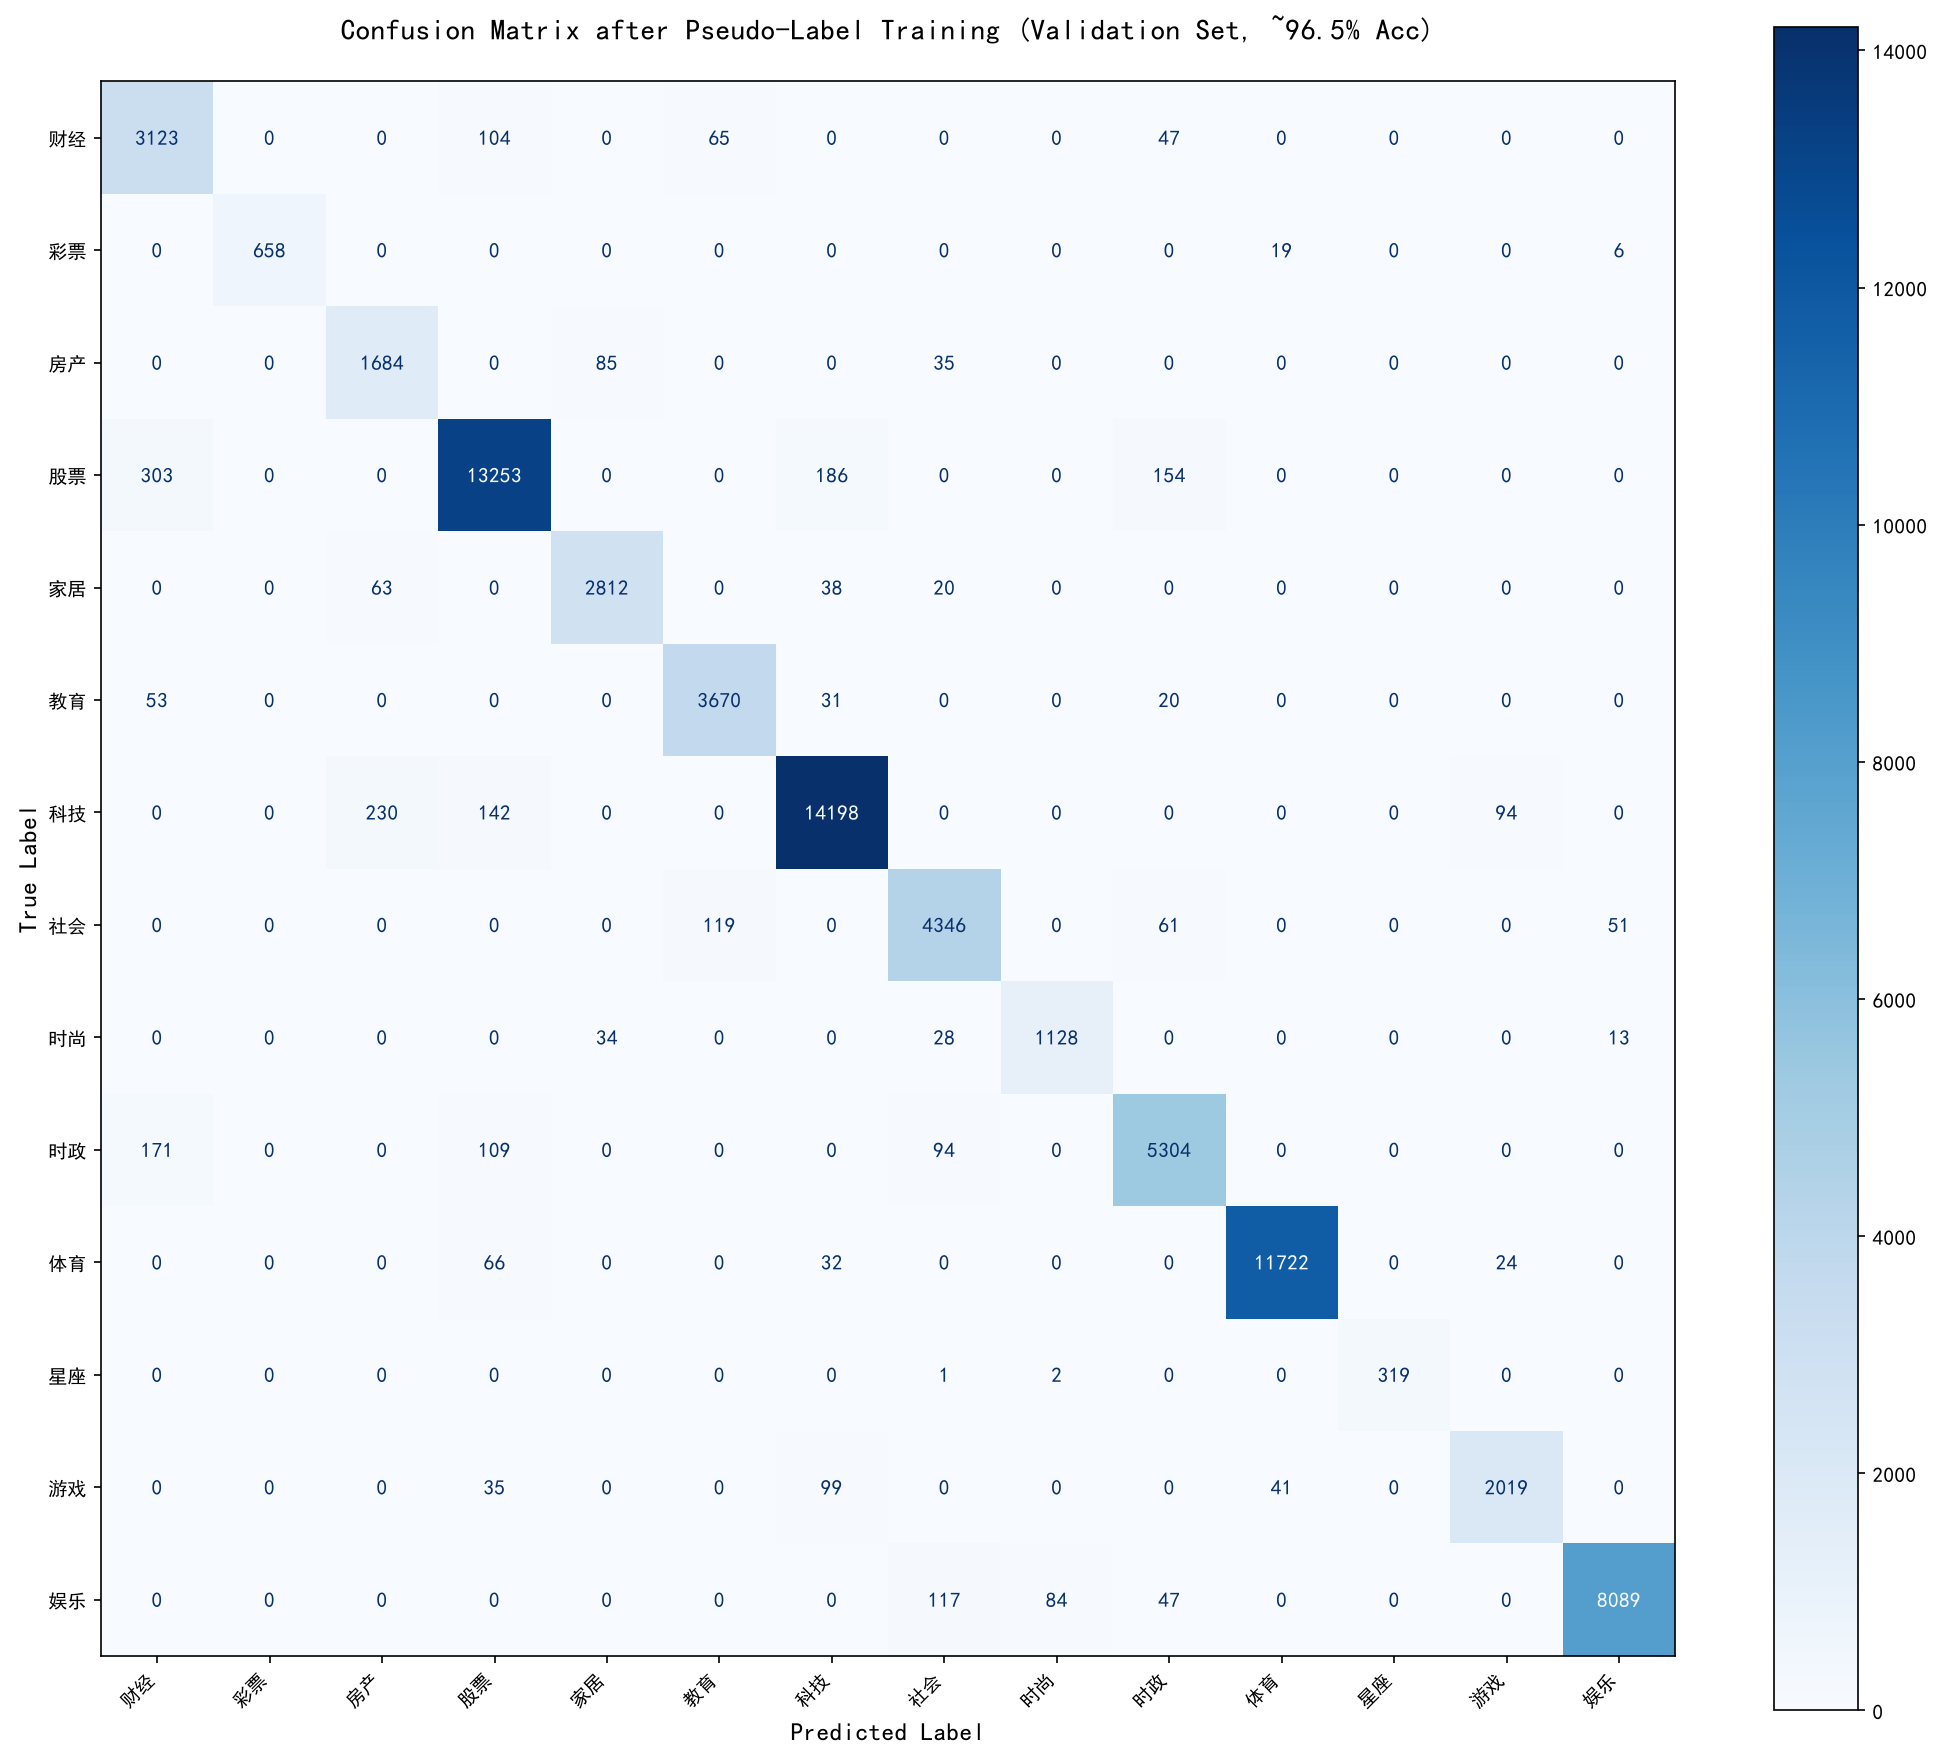 Confusion Matrix after Pseudo-Label Training (Validation Set, ~96.5% Acc)
True Label
财经 3123 0 0 104 0 65 0 0 0 47 0 0 0 0
彩票 0 658 0 0 0 0 0 0 0 0 19 0 0 6
房产 0 0 1684 0 85 0 0 35 0 0 0 0 0 0
股票 303 0 0 13253 0 0 186 0 0 154 0 0 0 0
家居 0 0 63 0 2812 0 38 20 0 0 0 0 0 0
教育 53 0 0 0 0 3670 31 0 0 20 0 0 0 0
科技 0 0 230 142 0 0 14198 0 0 0 0 0 94 0
社会 0 0 0 0 0 119 0 4346 0 61 0 0 0 51
时尚 0 0 0 0 34 0 0 28 1128 0 0 0 0 13
时政 171 0 0 109 0 0 0 94 0 5304 0 0 0 0
体育 0 0 0 66 0 0 32 0 0 0 11722 0 24 0
星座 0 0 0 0 0 0 0 1 2 0 0 319 0 0
游戏 0 0 0 35 0 0 99 0 0 0 41 0 2019 0
娱乐 0 0 0 0 0 0 0 117 84 47 0 0 0 8089
财经 彩票 房产 股票 家居 教育 科技 社会 时尚 时政 体育 星座 游戏 娱乐
Predicted Label
14000
12000
10000
8000
6000
4000
2000
0